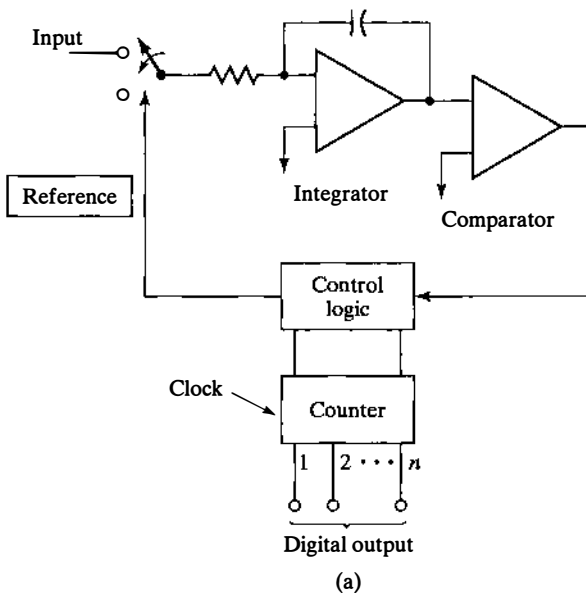 Input
Reference
Integrator
Comparator
Control
logic
Clock
Counter
1 2 · · · n
Digital output
(a)